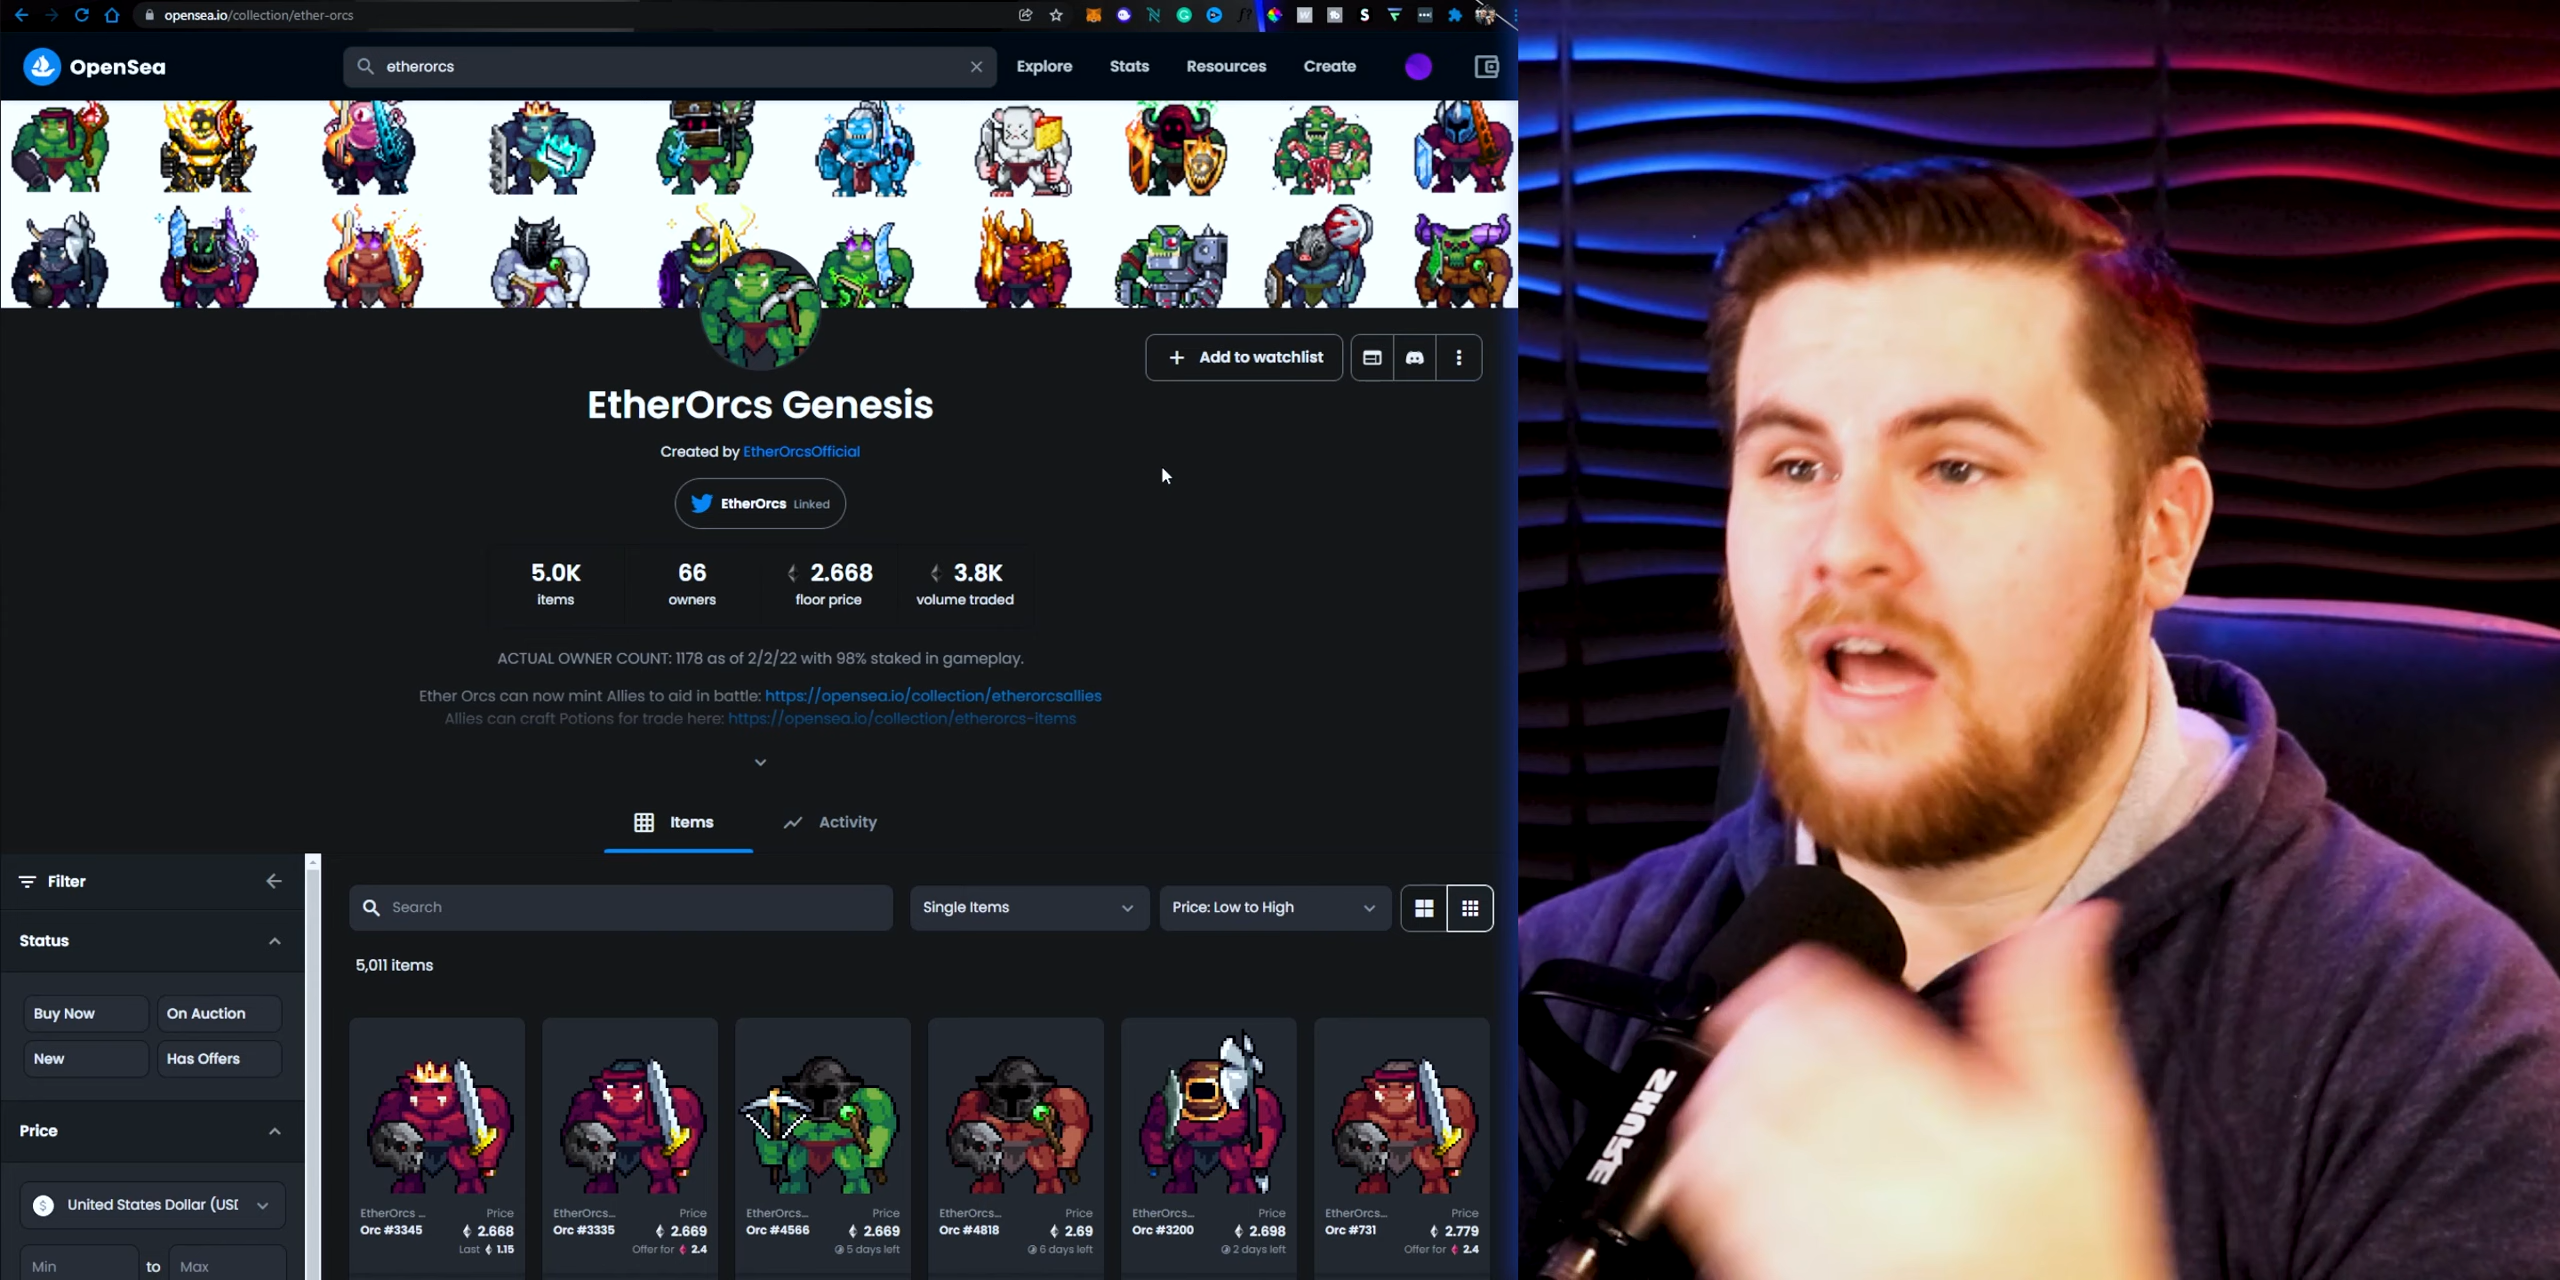 opensea.io/collection/ether-orcs
OpenSea
etherorcs
Explore
Stats
Resources
Create
Add to watchlist
EtherOrcs Genesis
Created by EtherOrcsOfficial
EtherOrcs Linked
5.0K
items
66
owners
2.668
floor price
3.8K
volume traded
ACTUAL OWNER COUNT: 1178 as of 2/2/22 with 98% staked in gameplay.
Ether Orcs can now mint Allies to aid in battle: https://opensea.io/collection/etherorcsallies
Allies can craft Potions for trade here: https://opensea.io/collection/etherorcs-items
Items
Activity
Filter
Status
Buy Now
On Auction
New
Has Offers
Price
United States Dollar (USD
Min to Max
Search
Single Items
Price: Low to High
5,011 items
EtherOrcs ... Price
Orc #3345 2.668
Last 1.15
EtherOrcs... Price
Orc #3335 2.669
Offer for 2.4
EtherOrcs... Price
Orc #4566 2.669
5 days left
EtherOrcs... Price
Orc #4818 2.69
6 days left
EtherOrcs... Price
Orc #3200 2.698
2 days left
EtherOrcs... Price
Orc #731 2.779
Offer for 2.4
SHURE